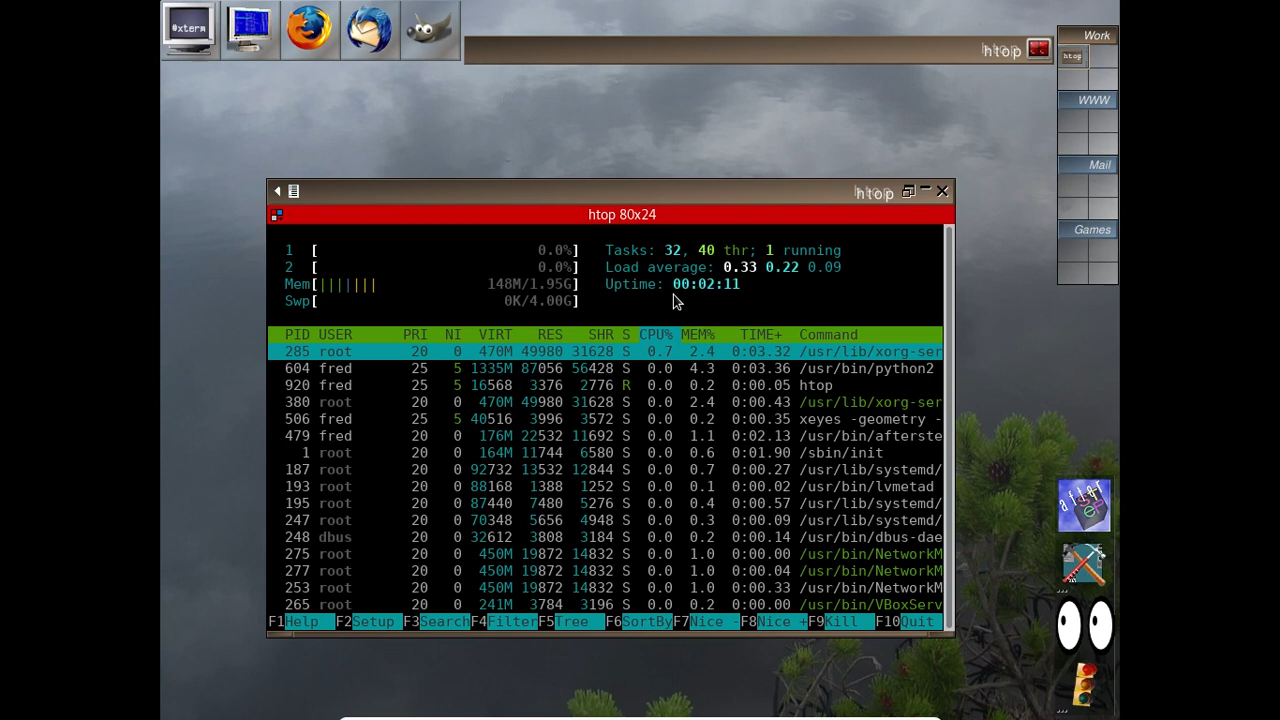 #xterm
htop
Work
htop
WWW
Mail
Games
htop
htop 80x24
1 [ 0.0%] Tasks: 32, 40 thr; 1 running
2 [ 0.0%] Load average: 0.33 0.22 0.09
Mem[||||||| 148M/1.95G] Uptime: 00:02:11
Swp[ 0K/4.00G]
PID USER PRI NI VIRT RES SHR S CPU% MEM% TIME+ Command
285 root 20 0 470M 49980 31628 S 0.7 2.4 0:03.32 /usr/lib/xorg-ser
604 fred 25 5 1335M 87056 56428 S 0.0 4.3 0:03.36 /usr/bin/python2
920 fred 25 5 16568 3376 2776 R 0.0 0.2 0:00.05 htop
380 root 20 0 470M 49980 31628 S 0.0 2.4 0:00.43 /usr/lib/xorg-ser
506 fred 25 5 40516 3996 3572 S 0.0 0.2 0:00.35 xeyes -geometry -
479 fred 20 0 176M 22532 11692 S 0.0 1.1 0:02.13 /usr/bin/afterste
1 root 20 0 164M 11744 6580 S 0.0 0.6 0:01.90 /sbin/init
187 root 20 0 92732 13532 12844 S 0.0 0.7 0:00.27 /usr/lib/systemd/
193 root 20 0 88168 1388 1252 S 0.0 0.1 0:00.02 /usr/bin/lvmetad
195 root 20 0 87440 7480 5276 S 0.0 0.4 0:00.57 /usr/lib/systemd/
247 root 20 0 70348 5656 4948 S 0.0 0.3 0:00.09 /usr/lib/systemd/
248 dbus 20 0 32612 3808 3184 S 0.0 0.2 0:00.14 /usr/bin/dbus-dae
275 root 20 0 450M 19872 14832 S 0.0 1.0 0:00.00 /usr/bin/NetworkM
277 root 20 0 450M 19872 14832 S 0.0 1.0 0:00.04 /usr/bin/NetworkM
253 root 20 0 450M 19872 14832 S 0.0 1.0 0:00.33 /usr/bin/NetworkM
265 root 20 0 241M 3784 3196 S 0.0 0.2 0:00.00 /usr/bin/VBoxServ
F1Help F2Setup F3SearchF4FilterF5Tree F6SortByF7Nice -F8Nice +F9Kill F10Quit
after
step